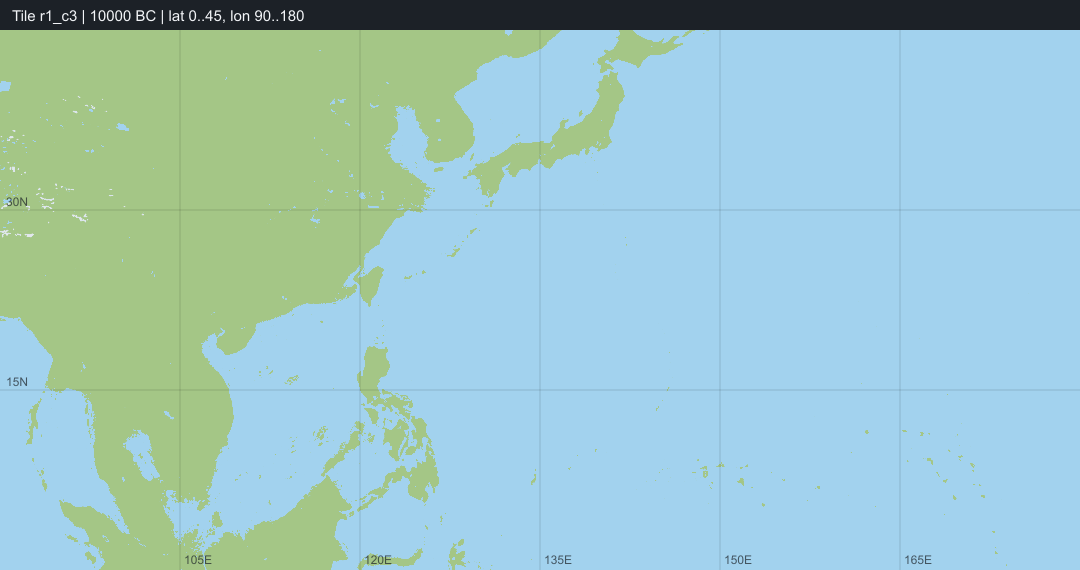 Tile r1_c3 | 10000 BC | lat 0..45, lon 90..180
30N
15N
105E
120E
135E
150E
165E